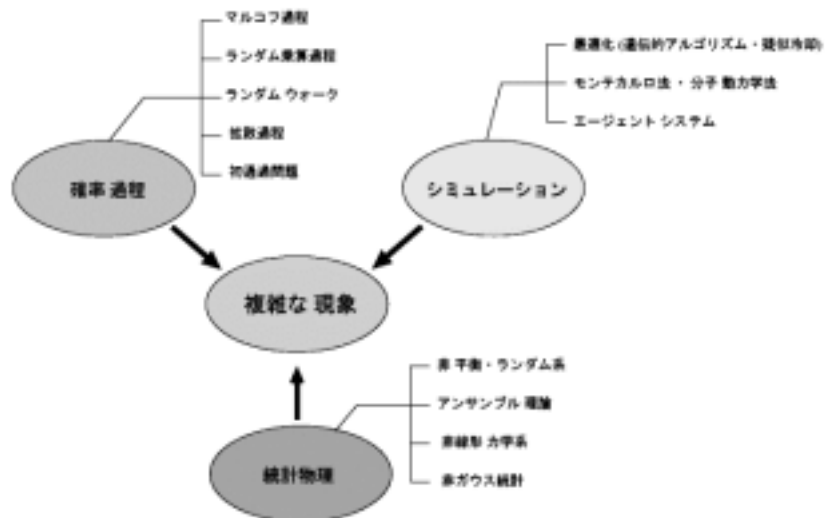 マルコフ過程
ランダム乗算過程
ランダム ウォーク
拡散過程
初通過問題
最適化 (遺伝的アルゴリズム・疑似冷却)
モンテカルロ法 ・ 分子 動力学法
エージェント システム
確率 過程
シミュレーション
複雑な 現象
非 平衡・ランダム系
アンサンブル 理論
非線形 力学系
非ガウス統計
統計物理